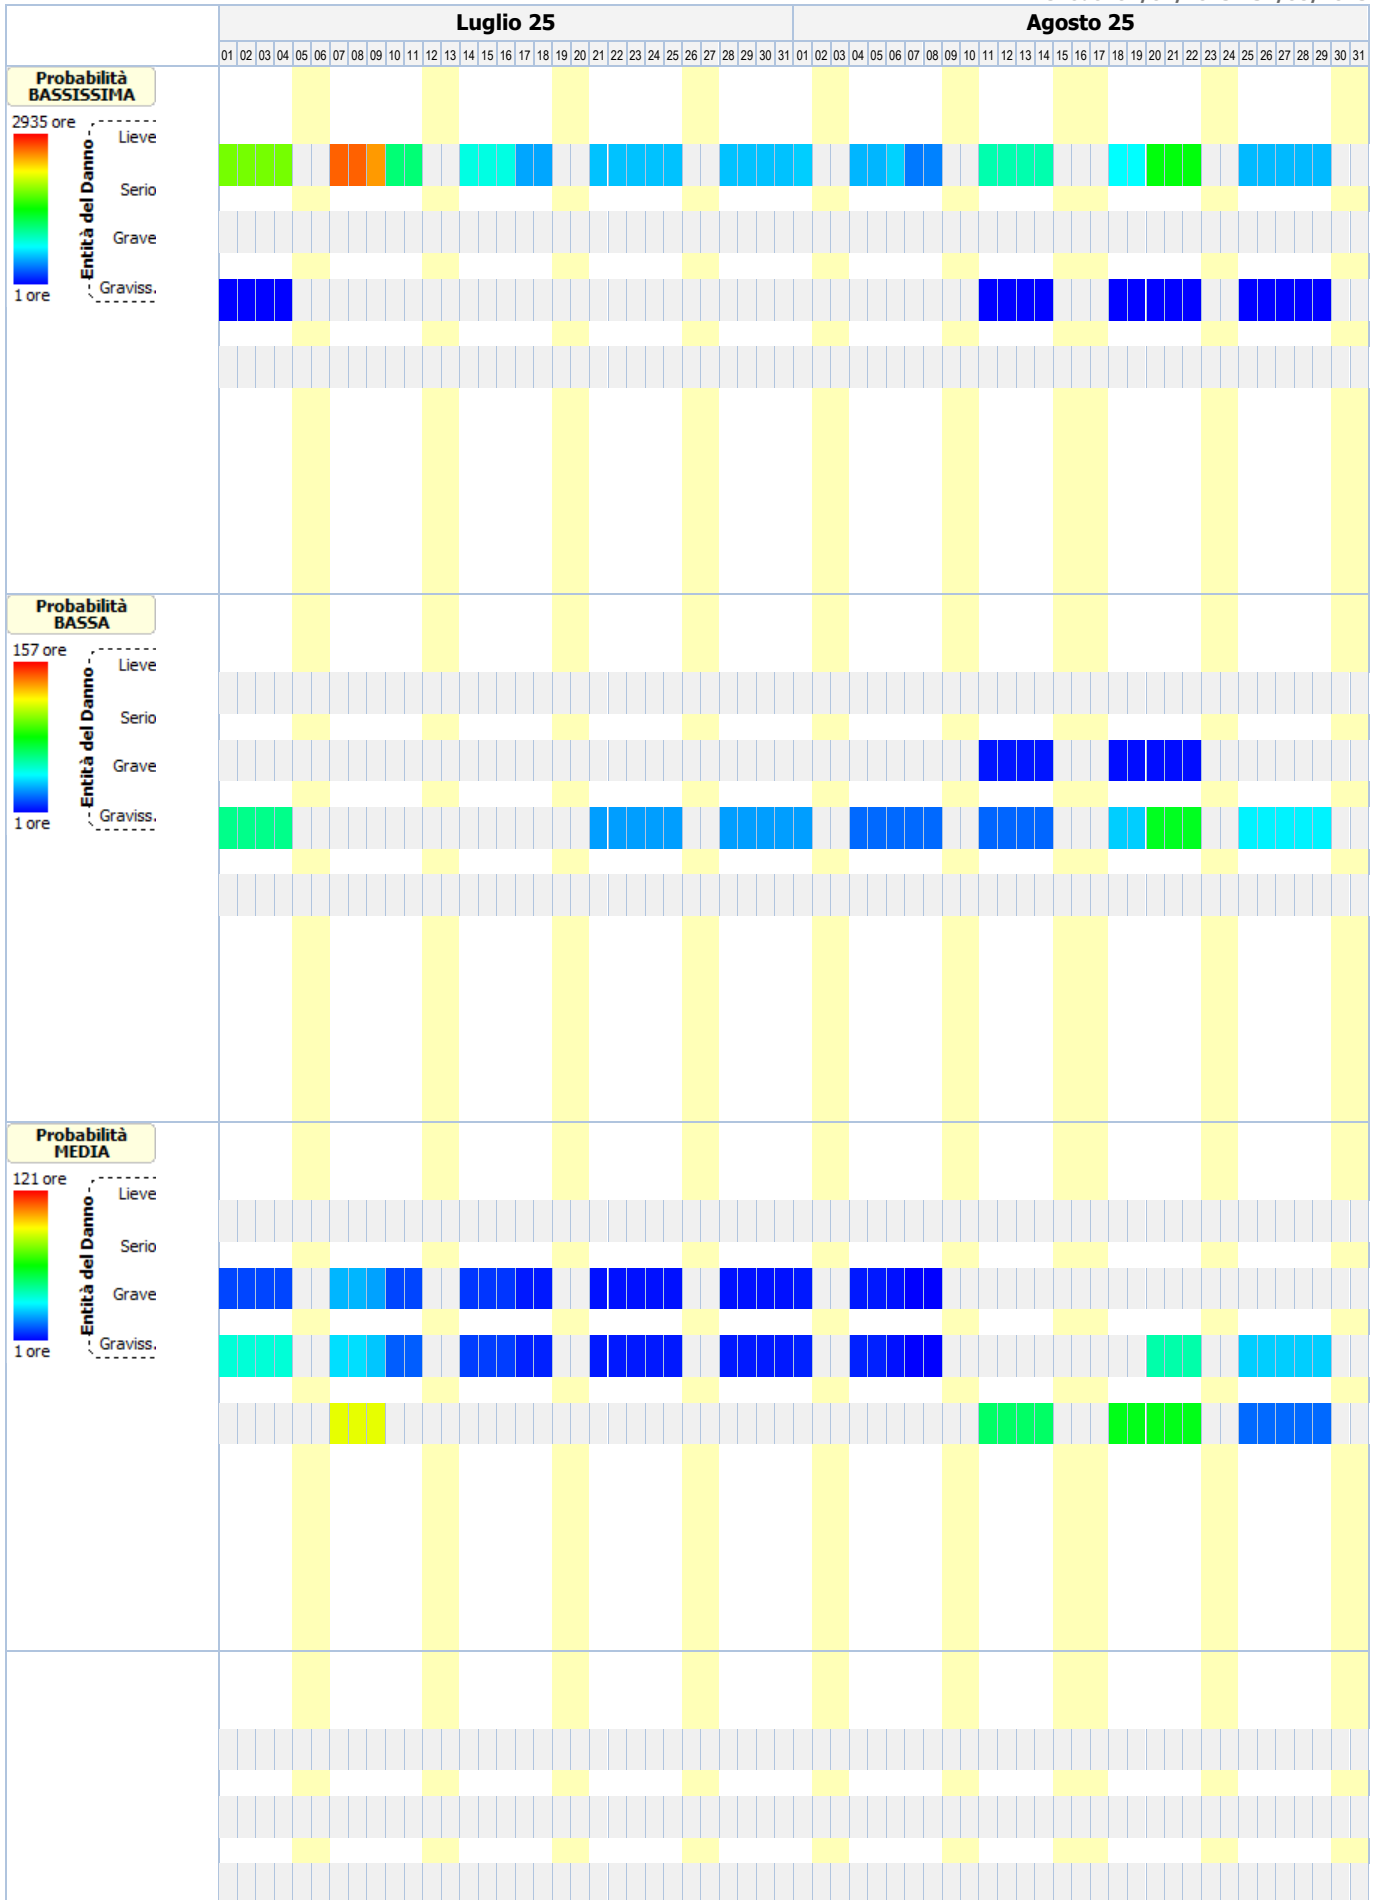 Luglio 25 Agosto 25
01 02 03 04 05 06 07 08 09 10 11 12 13 14 15 16 17 18 19 20 21 22 23 24 25 26 27 28 29 30 31 01 02 03 04 05 06 07 08 09 10 11 12 13 14 15 16 17 18 19 20 21 22 23 24 25 26 27 28 29 30 31
Probabilità
BASSISSIMA
2935 ore
Entità del Danno
Lieve
Serio
Grave
Graviss.
1 ore
Probabilità
BASSA
157 ore
Entità del Danno
Lieve
Serio
Grave
Graviss.
1 ore
Probabilità
MEDIA
121 ore
Entità del Danno
Lieve
Serio
Grave
Graviss.
1 ore